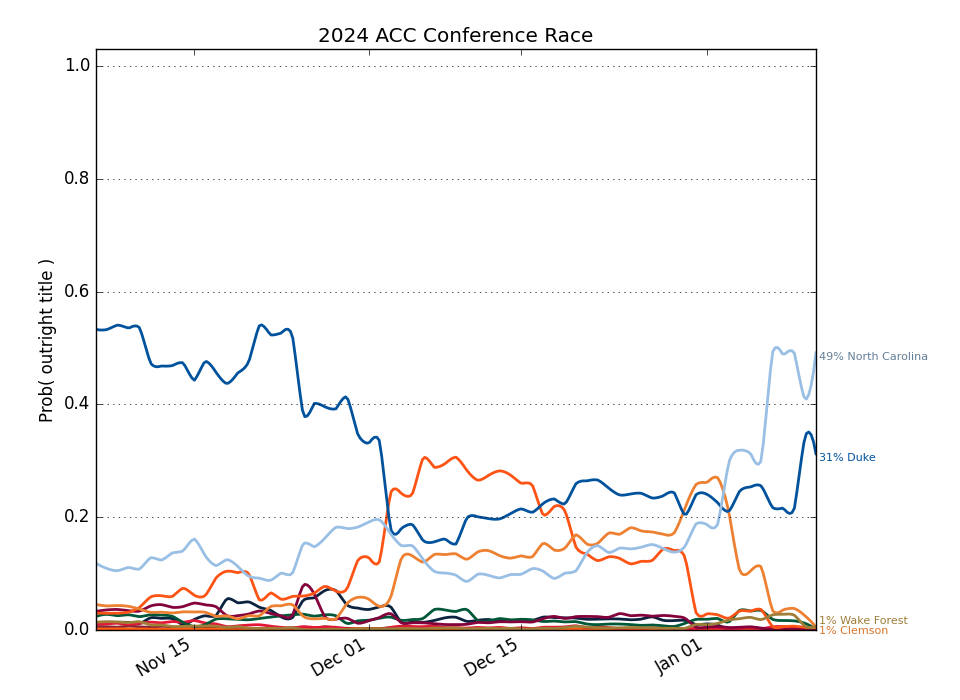 2024 ACC Conference Race
Prob( outright title )
1.0
0.8
0.6
0.4
0.2
0.0
49% North Carolina
31% Duke
1% Wake Forest
1% Clemson
Nov 15
Dec 01
Dec 15
Jan 01